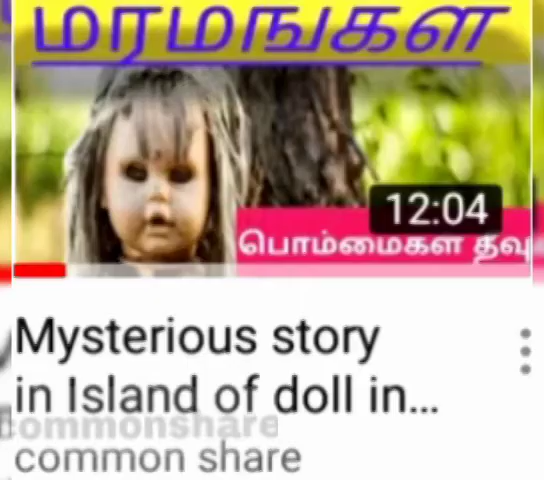 மரமங்கள
12:04
பொம்மைகள தீவு
Mysterious story
in Island of doll in...
commonshare
common share